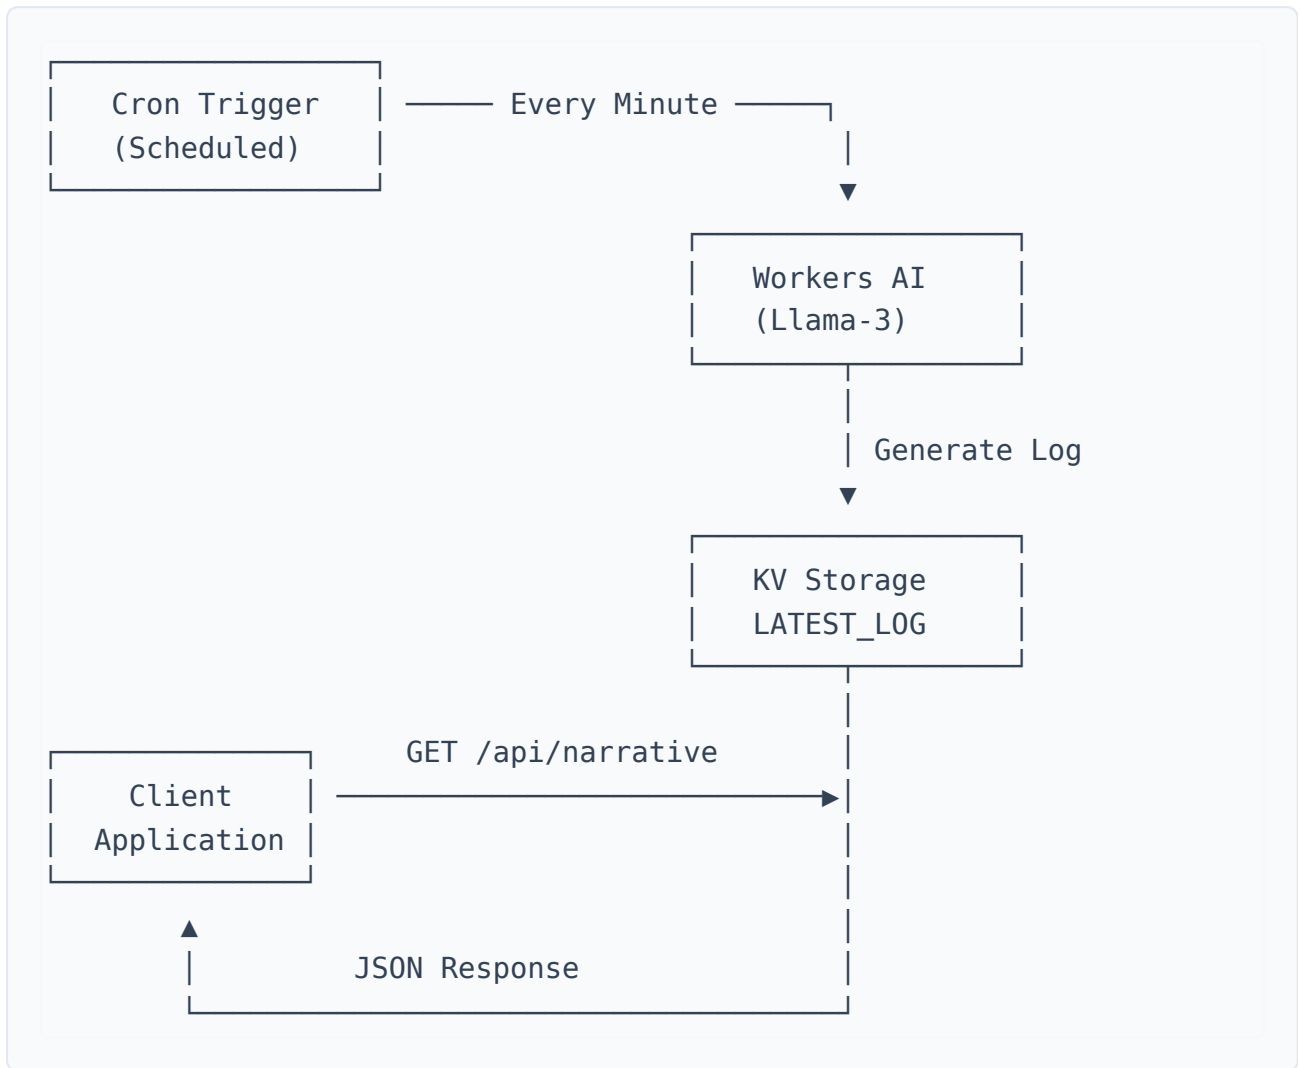 Cron Trigger
(Scheduled)
Every Minute
Workers AI
(Llama-3)
Generate Log
KV Storage
LATEST_LOG
GET /api/narrative
Client
Application
JSON Response